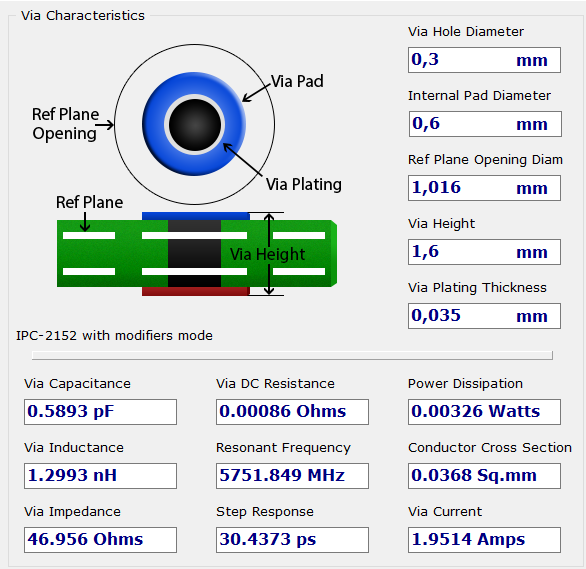 Via Characteristics
Via Hole Diameter
0,3 mm
Via Pad
Internal Pad Diameter
0,6 mm
Ref Plane
Opening
Ref Plane Opening Diam
1,016 mm
Via Plating
Ref Plane
Via Height
1,6 mm
Via Height
Via Plating Thickness
0,035 mm
IPC-2152 with modifiers mode
Via Capacitance
0.5893 pF
Via DC Resistance
0.00086 Ohms
Power Dissipation
0.00326 Watts
Via Inductance
1.2993 nH
Resonant Frequency
5751.849 MHz
Conductor Cross Section
0.0368 Sq.mm
Via Impedance
46.956 Ohms
Step Response
30.4373 ps
Via Current
1.9514 Amps